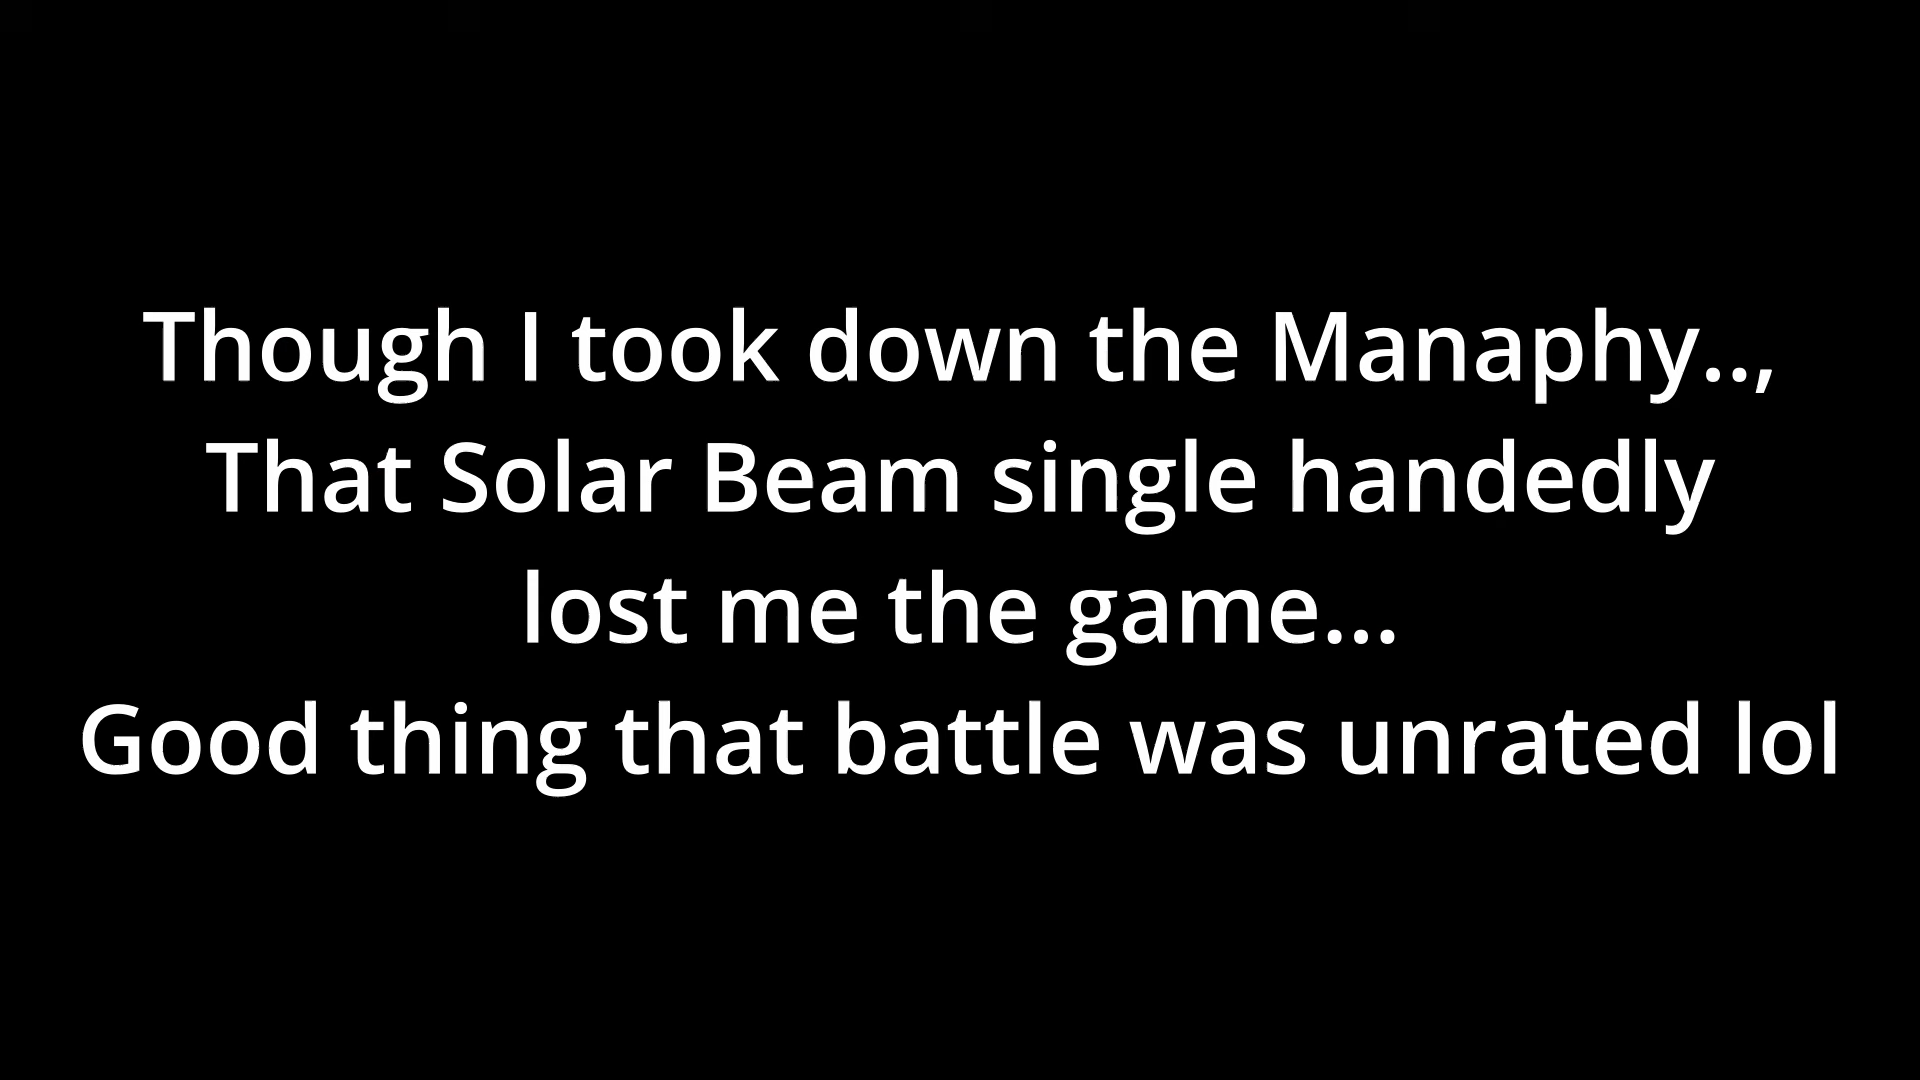 Though I took down the Manaphy..,
That Solar Beam single handedly
lost me the game...
Good thing that battle was unrated lol